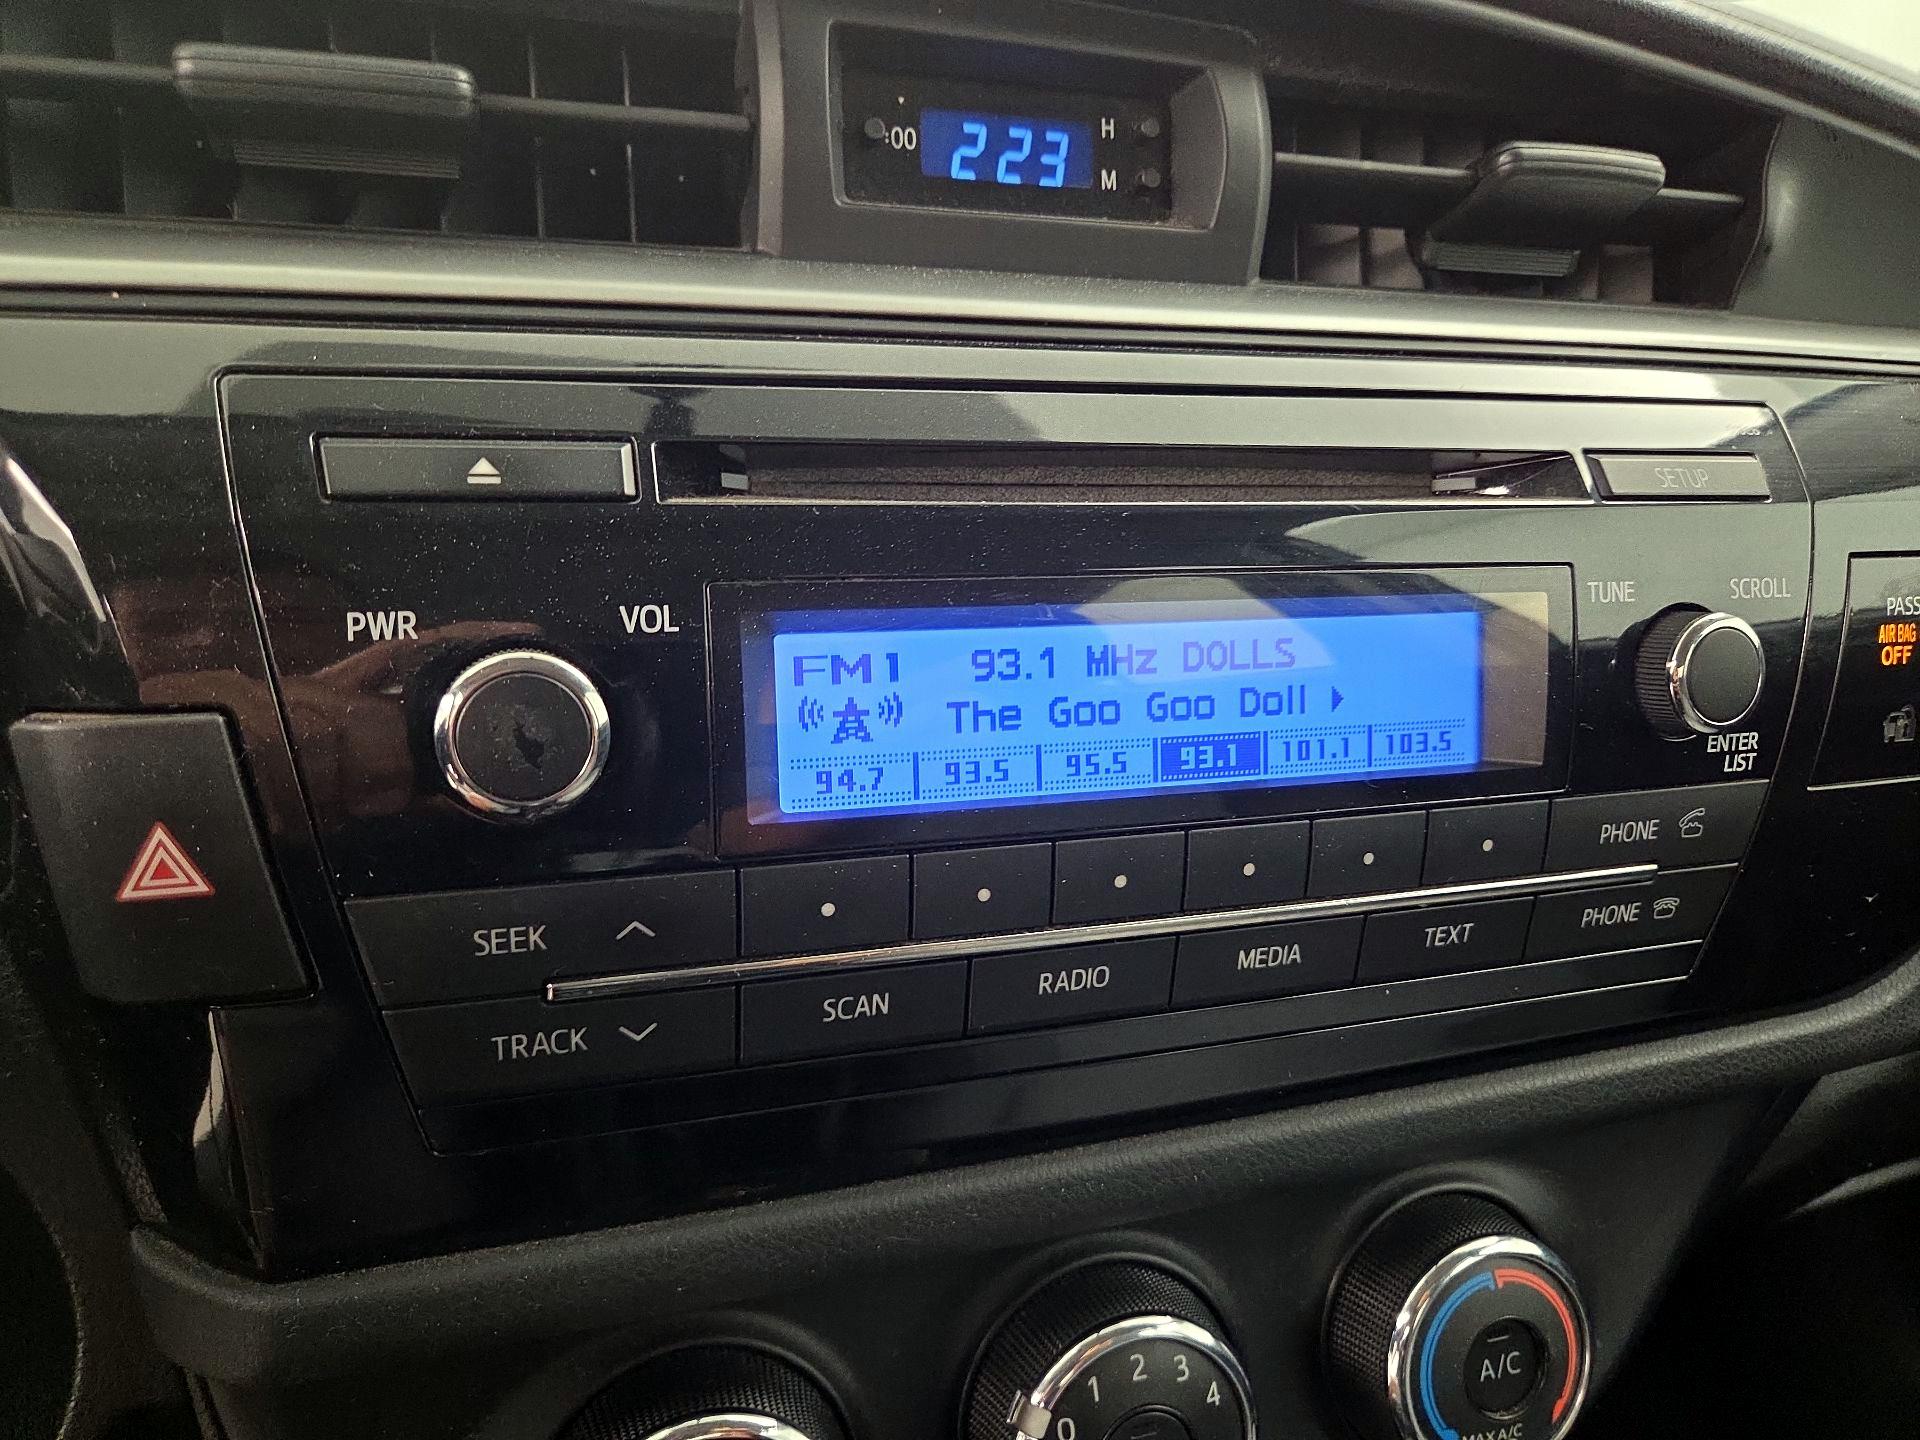 :00 223 H
M
SETUP
PWR VOL
TUNE SCROLL
FM1 93.1 MHz DOLLS
The Goo Goo Doll
94.7 93.5 95.5 93.1 101.1 103.5
ENTER
LIST
PASS
AIR BAG
OFF
PHONE
SEEK
PHONE
TRACK SCAN RADIO MEDIA TEXT
0 1 2 3 4
A/C
MAX A/C